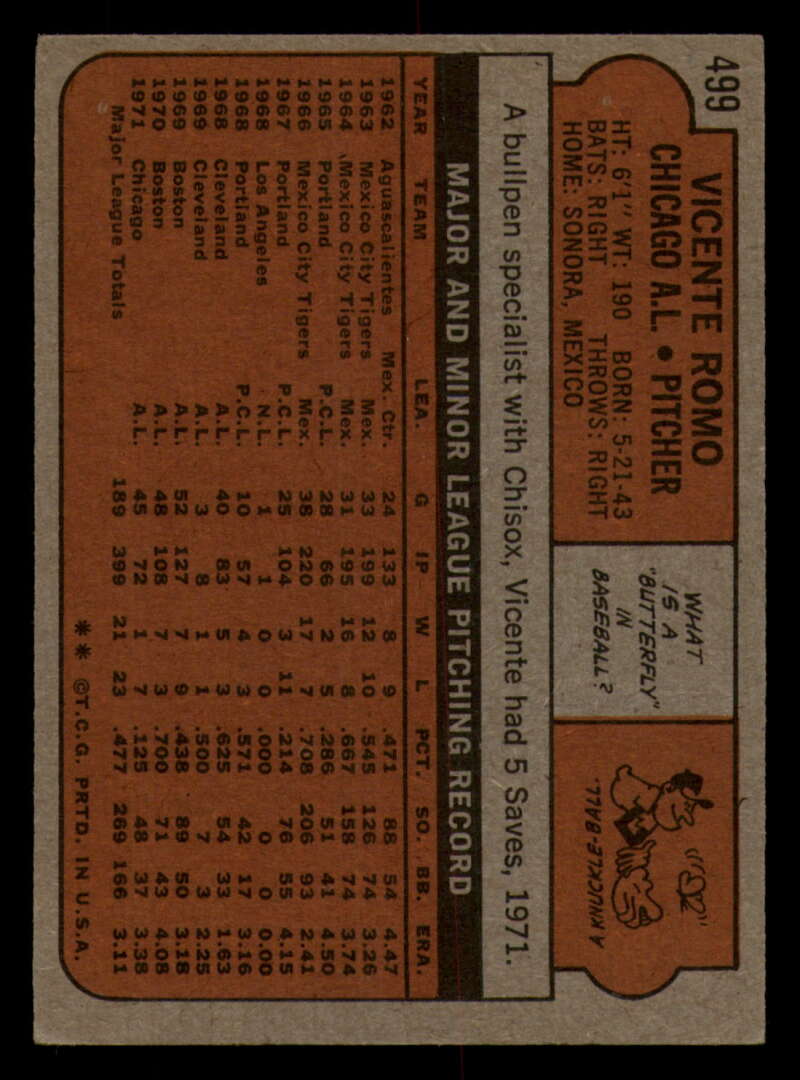 499
VICENTE ROMO
CHICAGO A.L. • PITCHER
HT: 6'1" WT: 190 BORN: 5-21-43
BATS: RIGHT THROWS: RIGHT
HOME: SONORA, MEXICO
WHAT
IS A
"BUTTERFLY"
IN
BASEBALL?
A KNUCKLE-BALL.
A bullpen specialist with Chisox, Vicente had 5 Saves, 1971.
MAJOR AND MINOR LEAGUE PITCHING RECORD
YEAR TEAM LEA. G IP W L PCT. SO. BB. ERA.
1962 Aguascalientes Mex. Ctr. 24 133 8 9 .471 88 54 4.47
1963 Mexico City Tigers Mex. 33 199 12 10 .545 126 74 3.26
1964 Mexico City Tigers Mex. 31 195 16 8 .667 158 74 3.74
1965 Portland P.C.L. 28 66 2 5 .286 51 41 4.50
1966 Mexico City Tigers Mex. 38 220 17 7 .708 206 93 2.41
1967 Portland P.C.L. 25 104 3 11 .214 76 55 4.15
1968 Los Angeles N.L. 1 1 0 0 .000 0 0 0.00
1968 Portland P.C.L. 10 57 4 3 .571 42 17 3.16
1968 Cleveland A.L. 40 83 5 3 .625 54 33 1.63
1969 Cleveland A.L. 3 8 1 1 .500 7 3 2.25
1969 Boston A.L. 52 127 7 9 .438 89 50 3.18
1970 Boston A.L. 48 108 7 3 .700 71 43 4.08
1971 Chicago A.L. 45 72 1 7 .125 48 37 3.38
Major League Totals 189 399 21 23 .477 269 166 3.11
** ©T.C.G. PRTD. IN U.S.A.